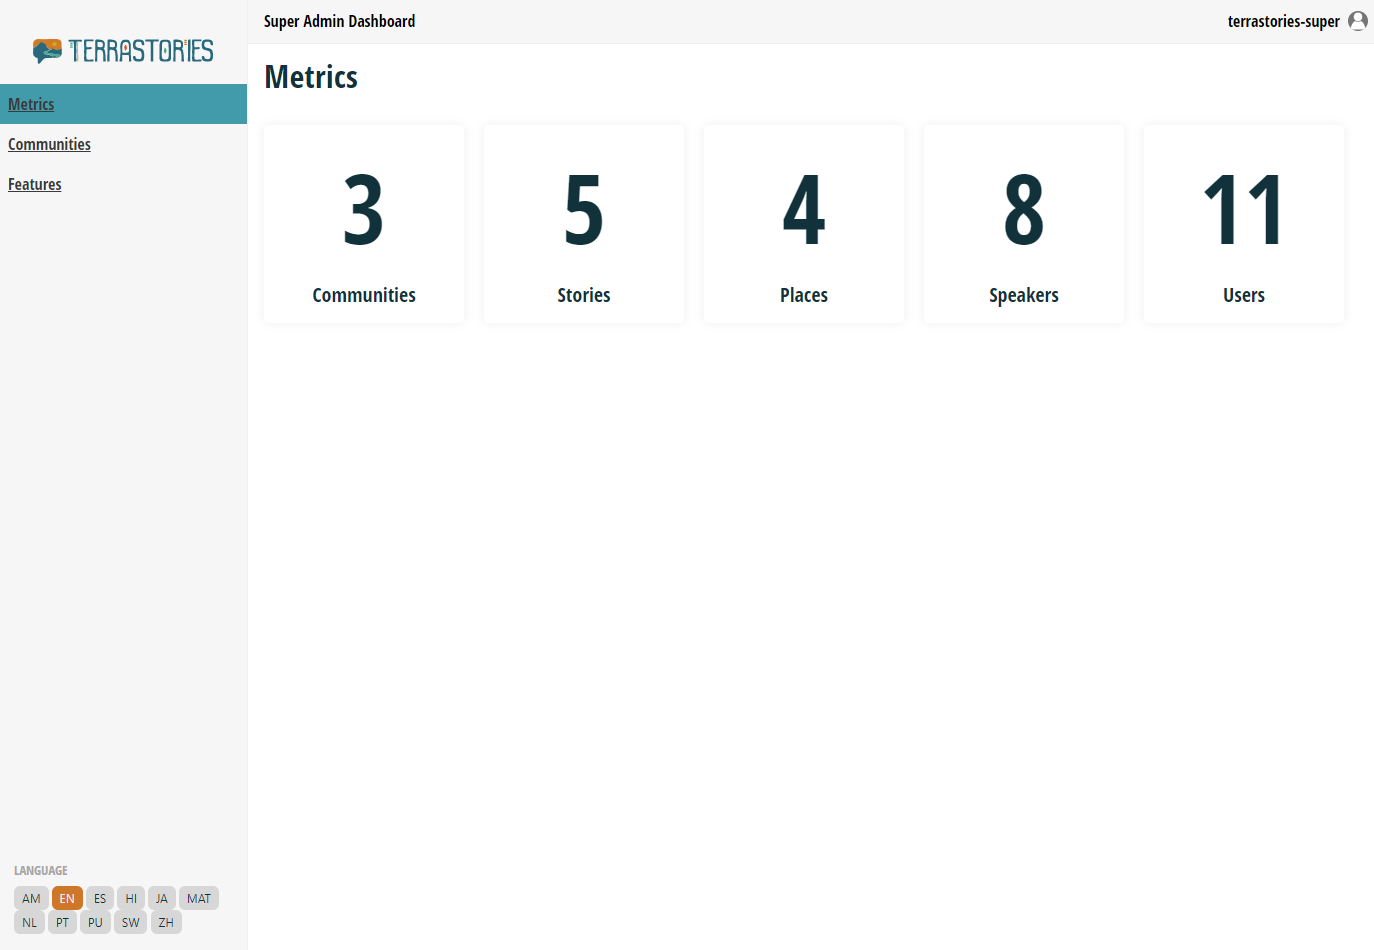 TERRASTORIES
Super Admin Dashboard
terrastories-super
Metrics
Communities
Features
Metrics
3
Communities
5
Stories
4
Places
8
Speakers
11
Users
LANGUAGE
AM EN ES HI JA MAT
NL PT PU SW ZH